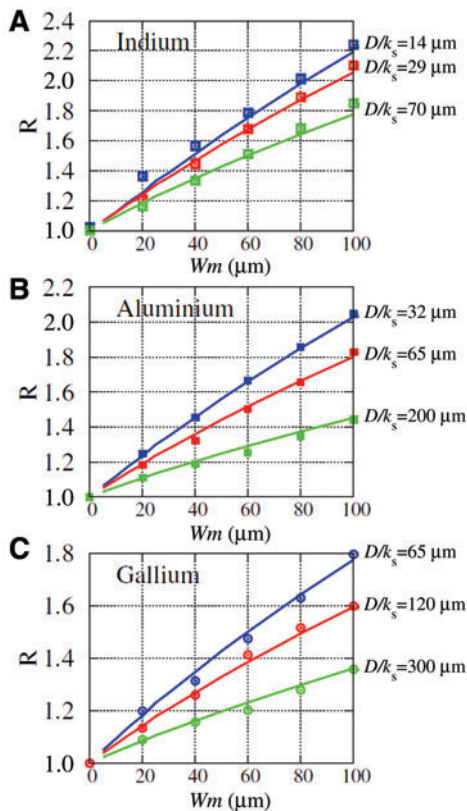 A
Indium
2.4
2.2
2.0
1.8
1.6
1.4
1.2
1.0
R
0
20
40
60
80
100
Wm (μm)
D/ks=14 μm
D/ks=29 μm
D/ks=70 μm
B
Aluminium
2.2
2.0
1.8
1.6
1.4
1.2
1.0
R
0
20
40
60
80
100
Wm (μm)
D/ks=32 μm
D/ks=65 μm
D/ks=200 μm
C
Gallium
1.8
1.6
1.4
1.2
1.0
R
0
20
40
60
80
100
Wm (μm)
D/ks=65 μm
D/ks=120 μm
D/ks=300 μm